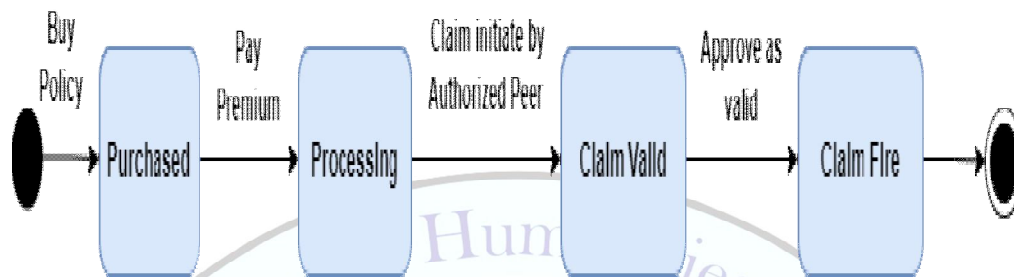 Buy
Policy
Purchased
Pay
Premium
Processing
Claim initiate by
Authorized Peer
Claim Valid
Approve as
valid
Claim Fire